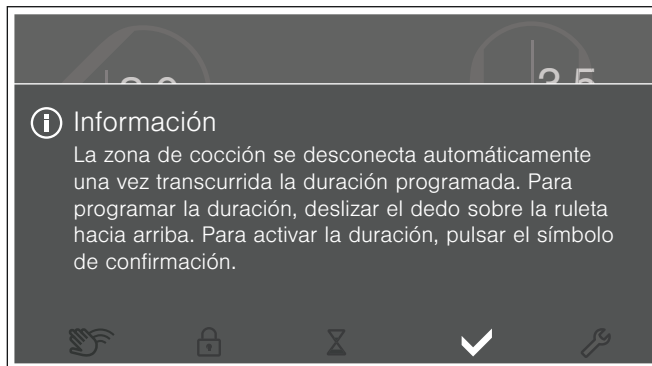 Información
La zona de cocción se desconecta automáticamente
una vez transcurrida la duración programada. Para
programar la duración, deslizar el dedo sobre la ruleta
hacia arriba. Para activar la duración, pulsar el símbolo
de confirmación.